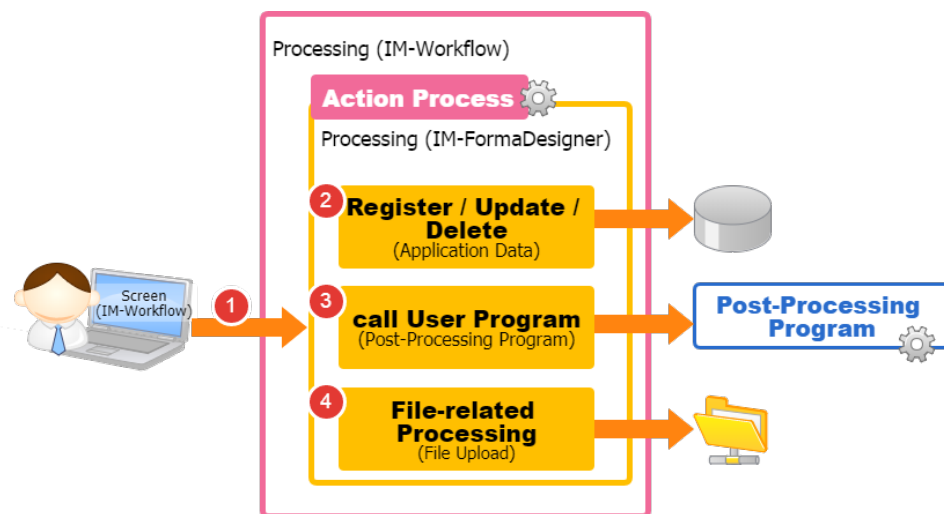 Processing (IM-Workflow)
Action Process
Processing (IM-FormaDesigner)
2
Register / Update /
Delete
(Application Data)
Screen
(IM-Workflow)
1
3
call User Program
(Post-Processing Program)
Post-Processing
Program
4
File-related
Processing
(File Upload)